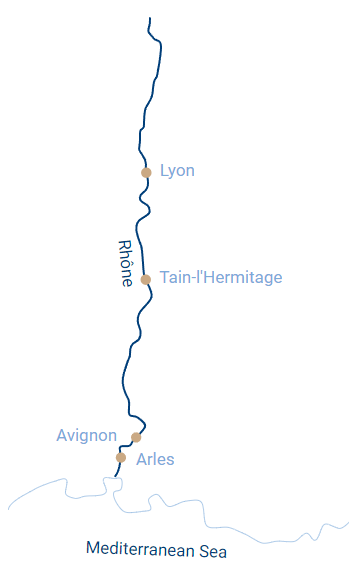 Lyon
Rhône
Tain-l'Hermitage
Avignon
Arles
Mediterranean Sea